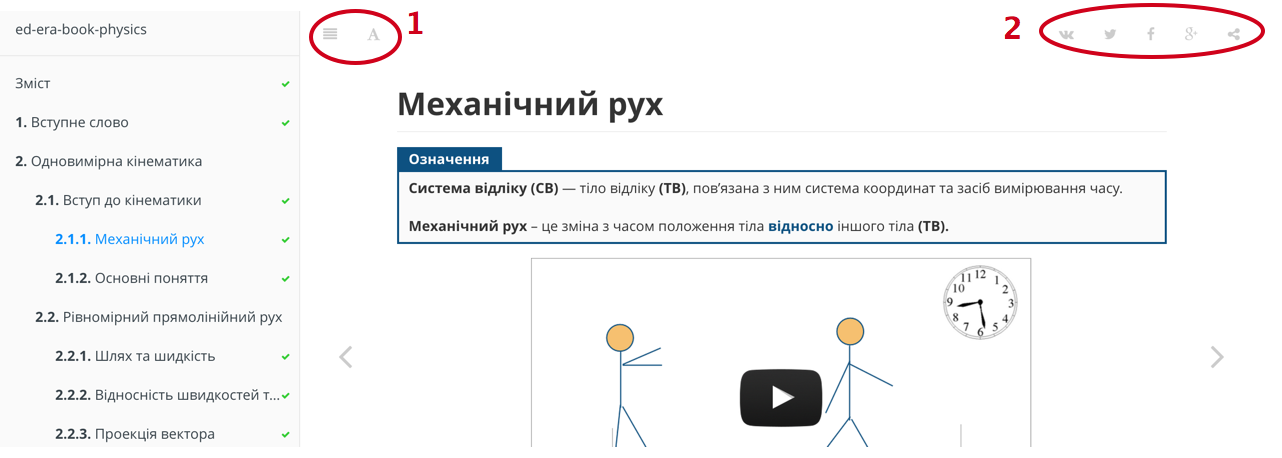 ed-era-book-physics
Зміст
1. Вступне слово
2. Одновимірна кінематика
2.1. Вступ до кінематики
2.1.1. Механічний рух
2.1.2. Основні поняття
2.2. Рівномірний прямолінійний рух
2.2.1. Шлях та шидкість
2.2.2. Відносність швидкостей т...
2.2.3. Проекція вектора
A
1
2
Механічний рух
Означення
Система відліку (СВ) — тіло відліку (ТВ), пов’язана з ним система координат та засіб вимірювання часу.
Механічний рух – це зміна з часом положення тіла відносно іншого тіла (ТВ).
12
1
2
3
4
5
6
7
8
9
10
11